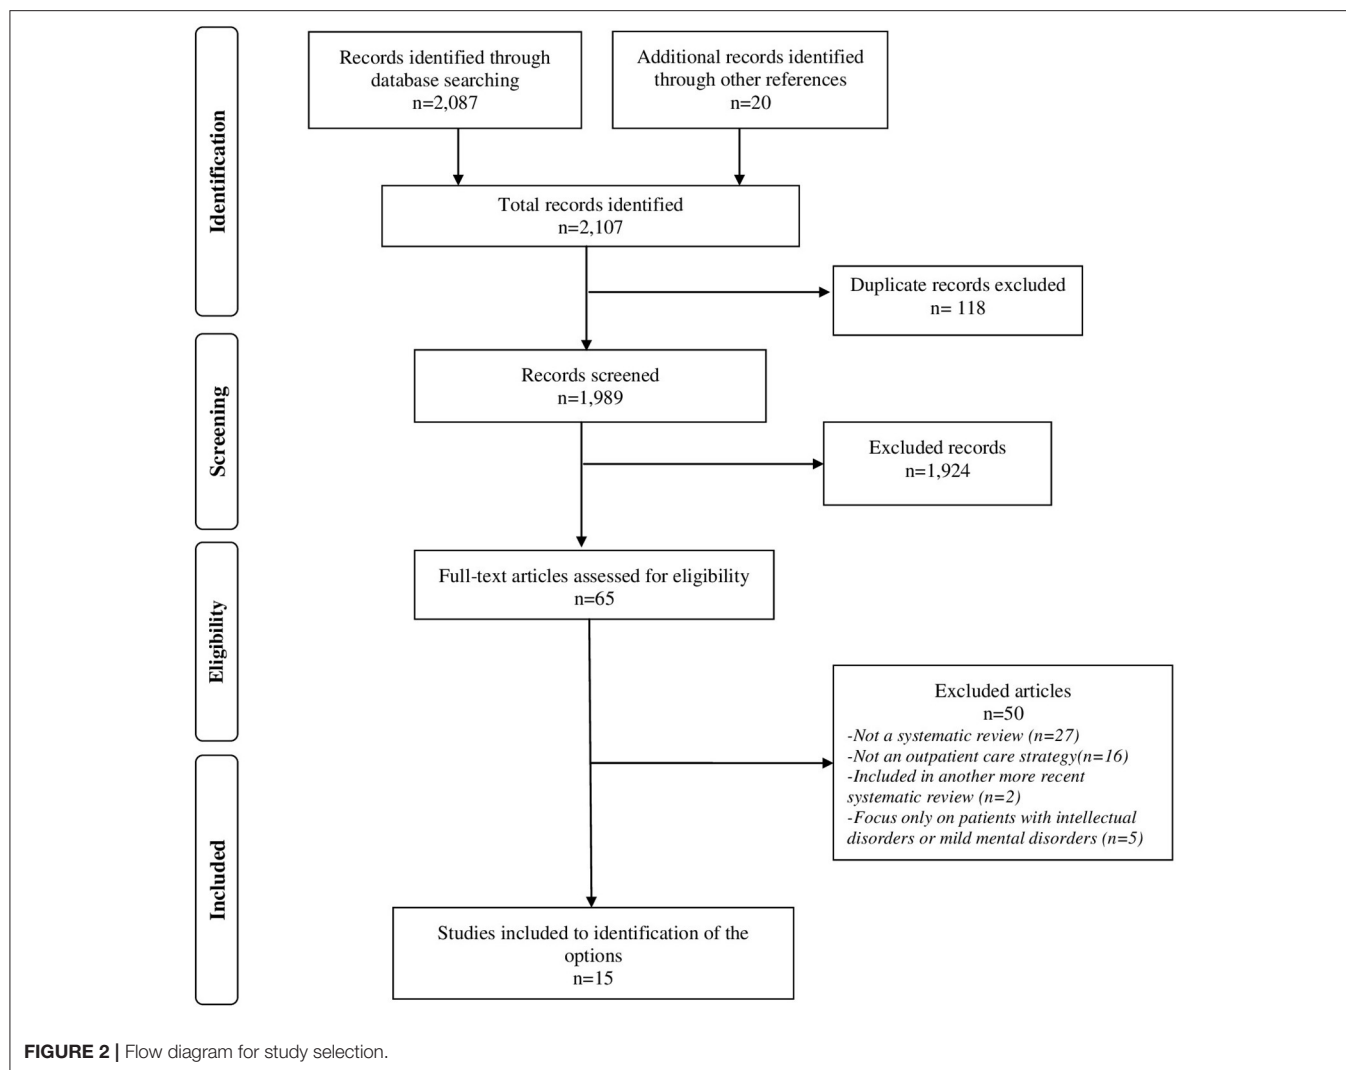 Identification
Records identified through
database searching
n=2,087
Additional records identified
through other references
n=20
Total records identified
n=2,107
Duplicate records excluded
n= 118
Screening
Records screened
n=1,989
Excluded records
n=1,924
Eligibility
Full-text articles assessed for eligibility
n=65
Excluded articles
n=50
-Not a systematic review (n=27)
-Not an outpatient care strategy(n=16)
-Included in another more recent
systematic review (n=2)
-Focus only on patients with intellectual
disorders or mild mental disorders (n=5)
Included
Studies included to identification of the
options
n=15
FIGURE 2 | Flow diagram for study selection.